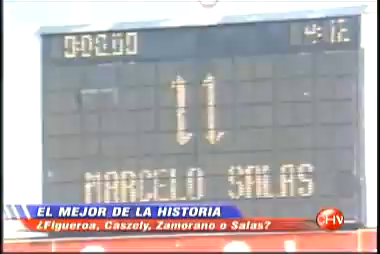 0:00.00 4:12
11
MARCELO SALAS
EL MEJOR DE LA HISTORIA
¿Figueroa, Caszely, Zamorano o Salas?
CHV